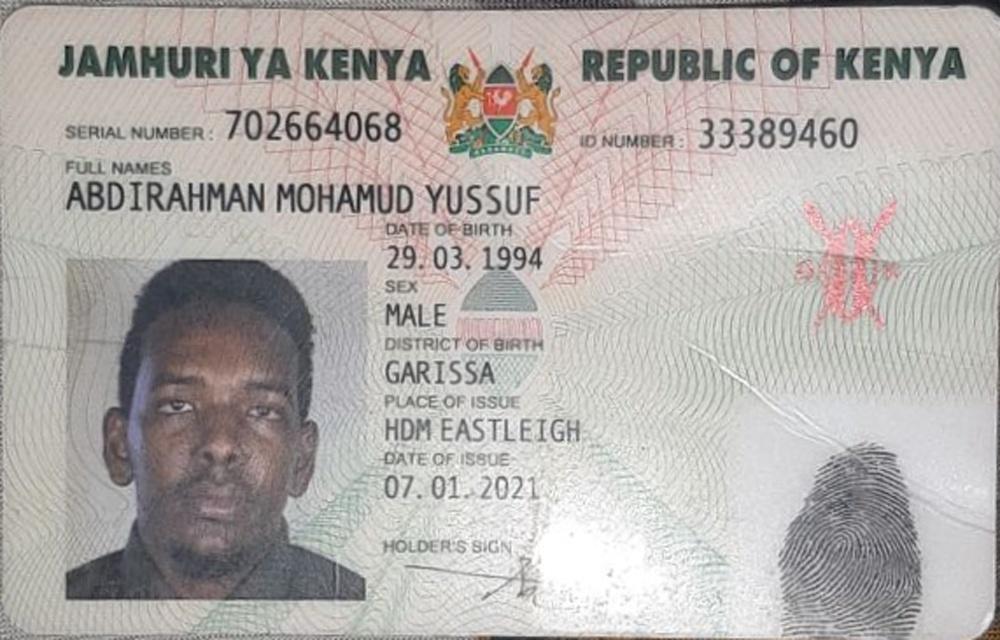 JAMHURI YA KENYA REPUBLIC OF KENYA
SERIAL NUMBER: 702664068 ID NUMBER: 33389460
FULL NAMES
ABDIRAHMAN MOHAMUD YUSSUF
DATE OF BIRTH
29.03.1994
SEX
MALE
DISTRICT OF BIRTH
GARISSA
PLACE OF ISSUE
HDM EASTLEIGH
DATE OF ISSUE
07.01.2021
HOLDER'S SIGN